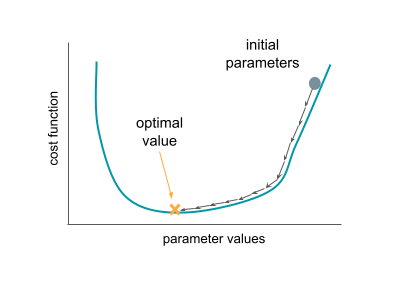 initial
parameters
optimal
value
cost function
parameter values